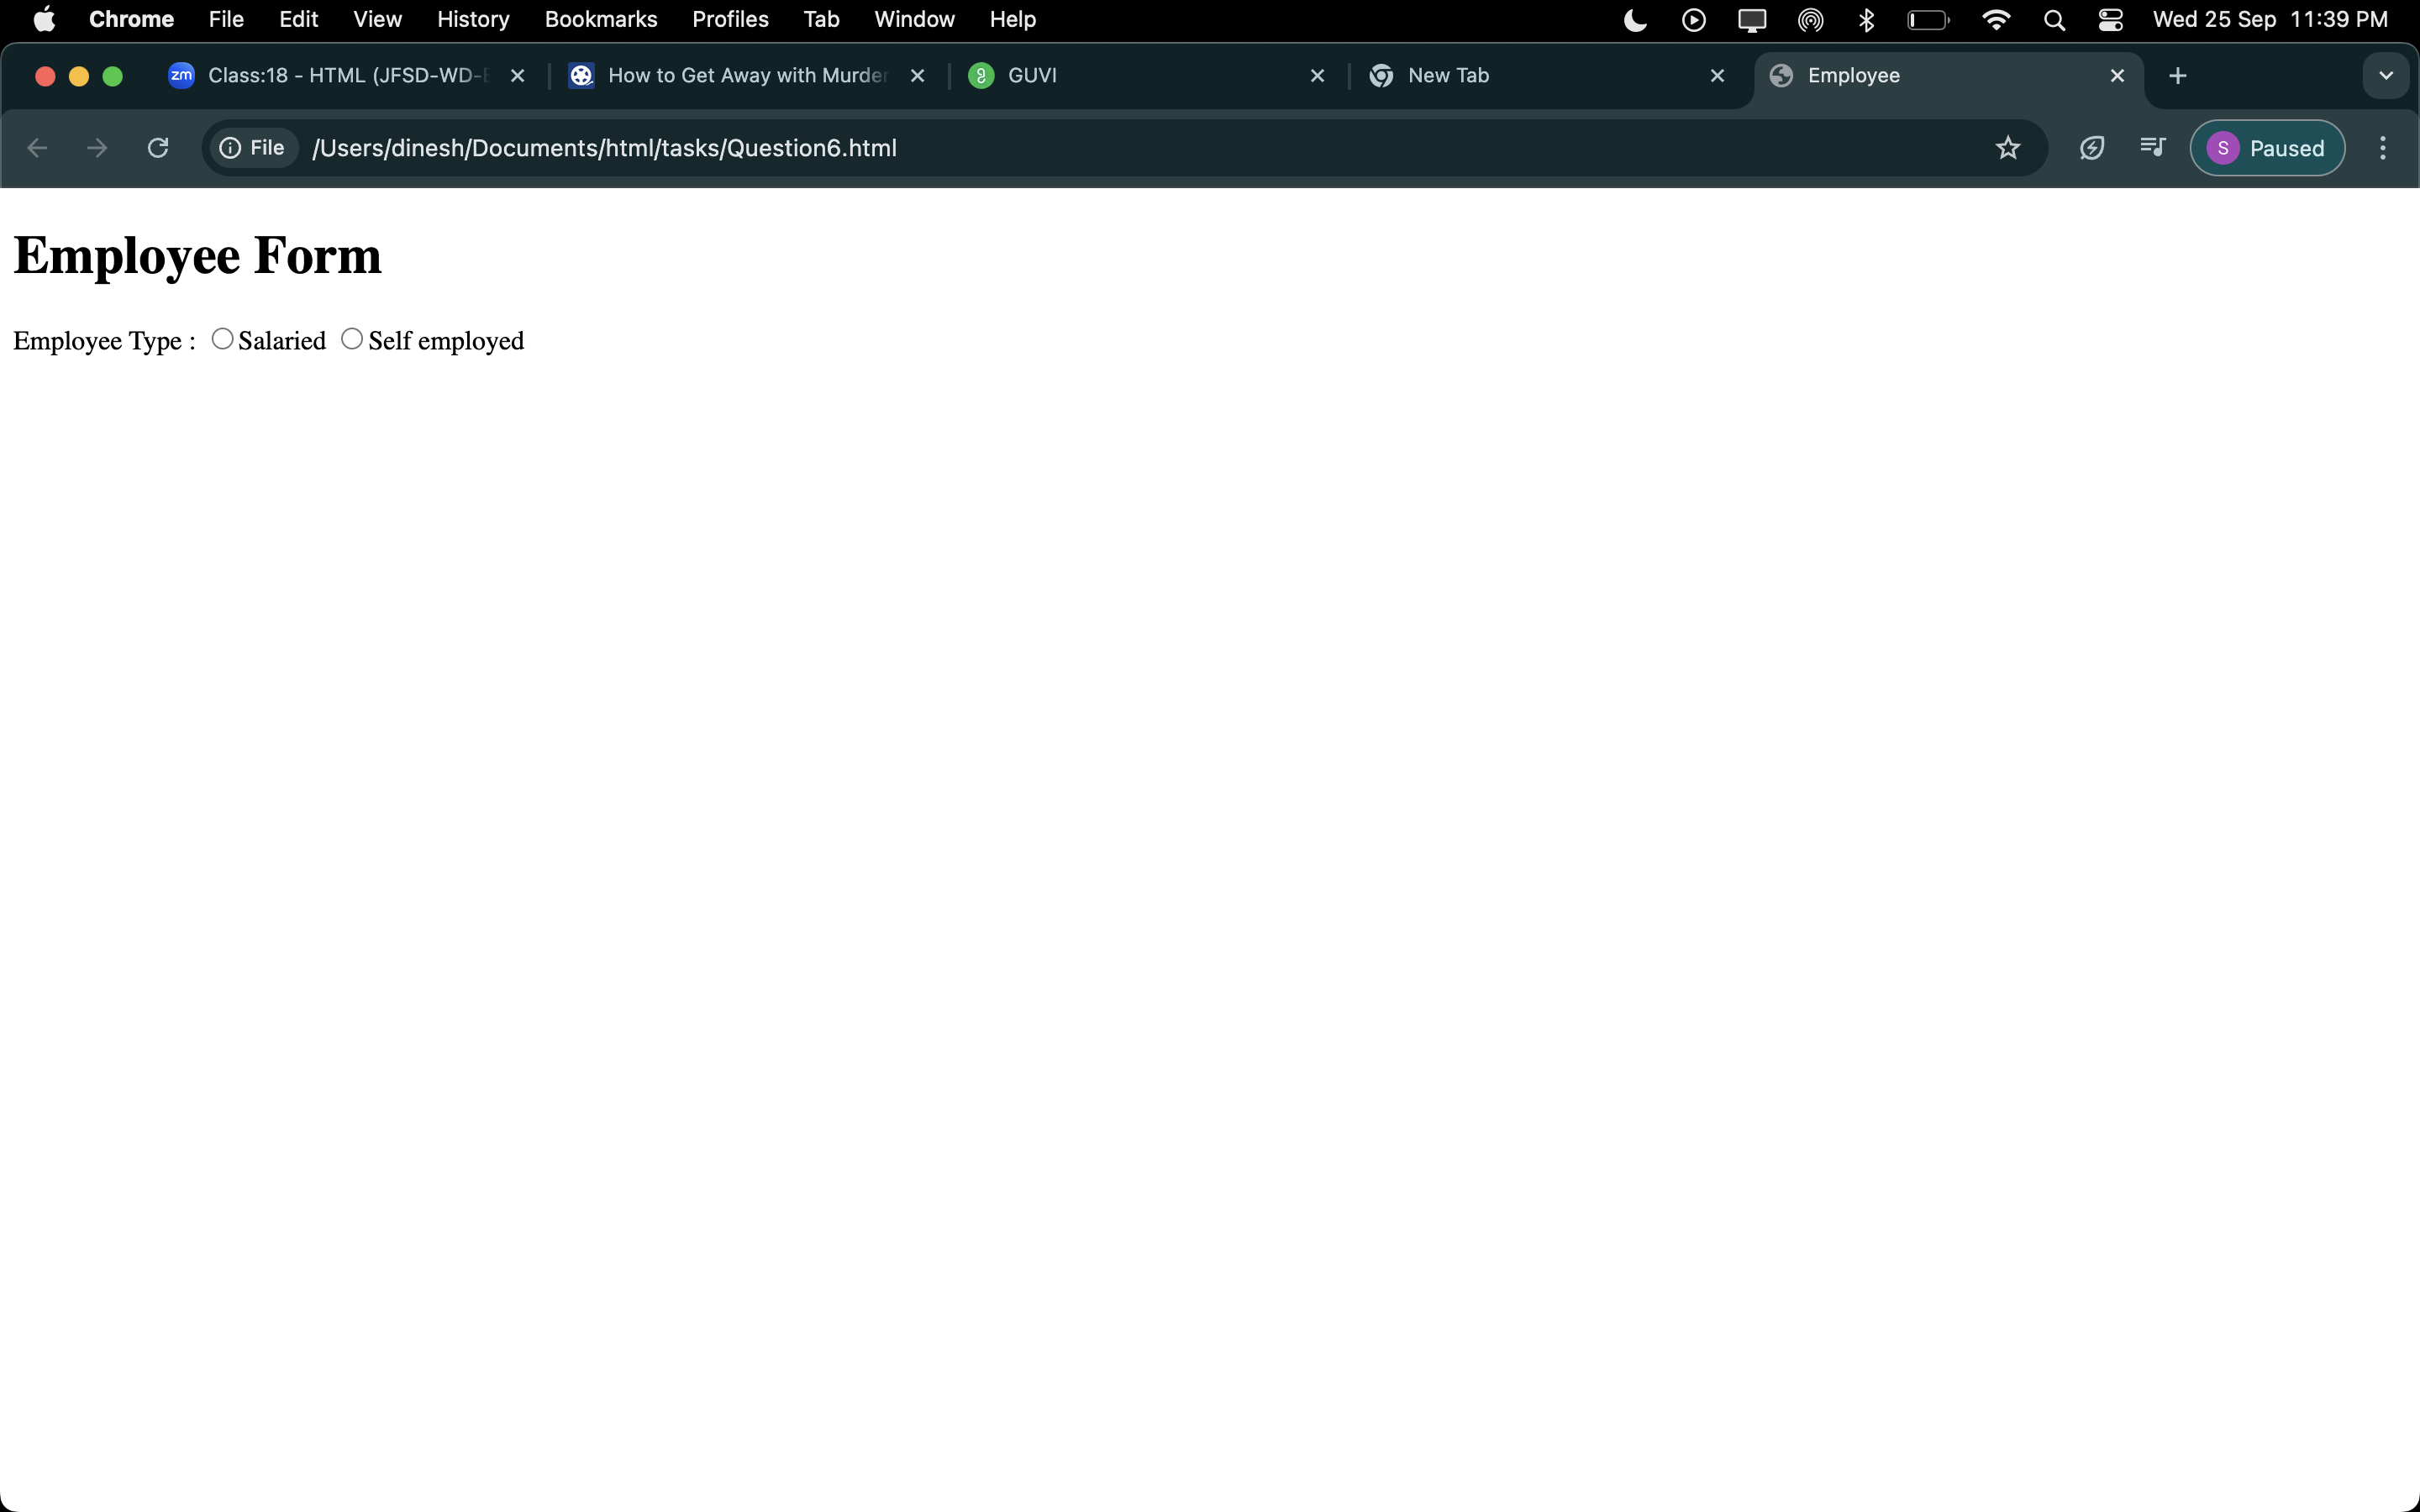 Chrome File Edit View History Bookmarks Profiles Tab Window Help Wed 25 Sep 11:39 PM
zm Class:18 - HTML (JFSD-WD- How to Get Away with Murder GUVI New Tab Employee
File /Users/dinesh/Documents/html/tasks/Question6.html S Paused
Employee Form
Employee Type : Salaried Self employed